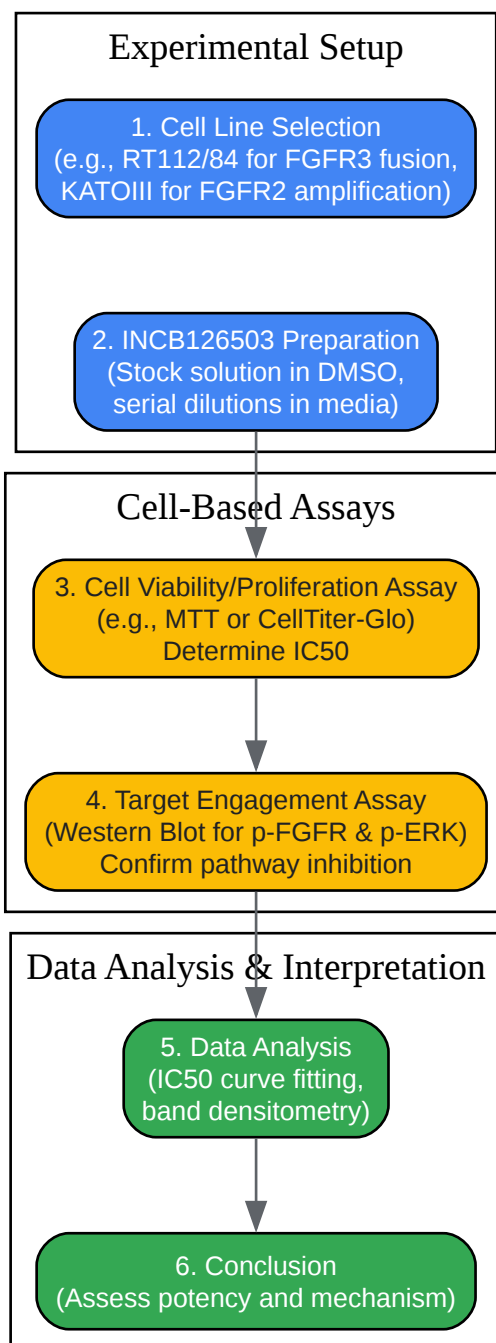 Experimental Setup
1. Cell Line Selection
(e.g., RT112/84 for FGFR3 fusion,
KATOIII for FGFR2 amplification)
2. INCB126503 Preparation
(Stock solution in DMSO,
serial dilutions in media)
Cell-Based Assays
3. Cell Viability/Proliferation Assay
(e.g., MTT or CellTiter-Glo)
Determine IC50
4. Target Engagement Assay
(Western Blot for p-FGFR & p-ERK)
Confirm pathway inhibition
Data Analysis & Interpretation
5. Data Analysis
(IC50 curve fitting,
band densitometry)
6. Conclusion
(Assess potency and mechanism)